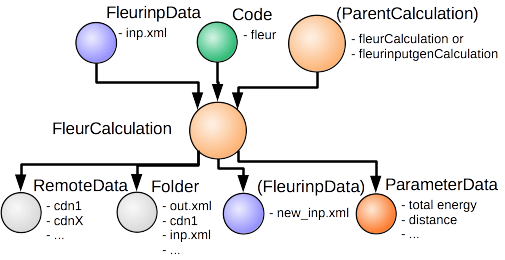 FleurinpData
- inp.xml
Code
- fleur
(ParentCalculation)
- fleurCalculation or
- fleurinputgenCalculation
FleurCalculation
RemoteData
- cdn1
- cdnX
- ...
Folder
- out.xml
- cdn1
- inp.xml
- ...
(FleurinpData)
- new_inp.xml
ParameterData
- total energy
- distance
- ...